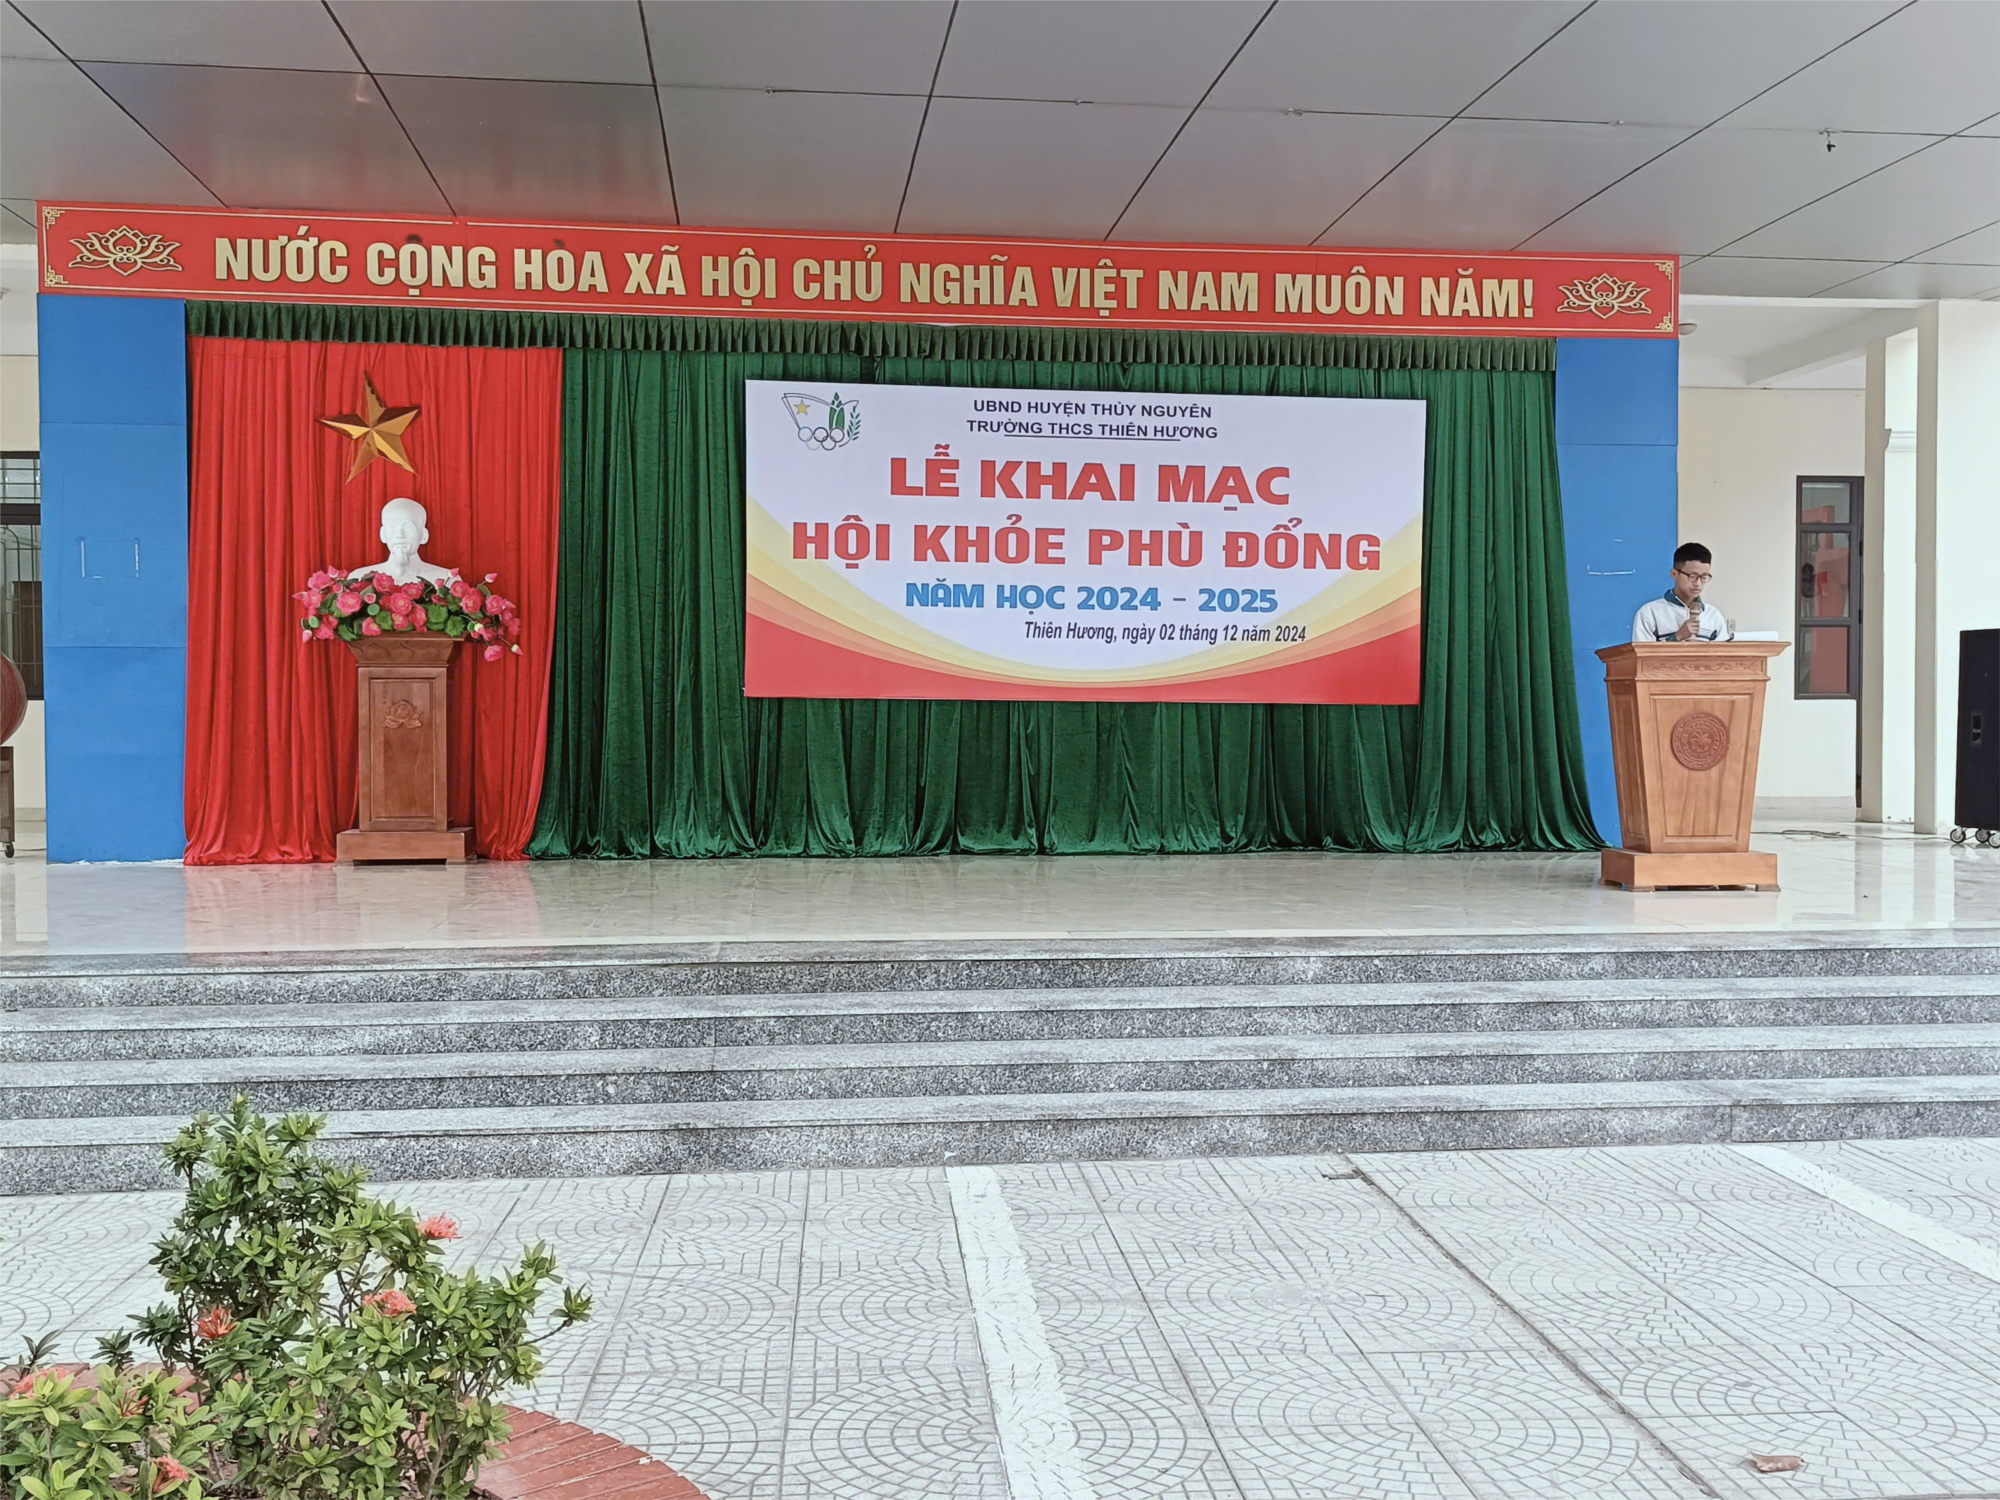 NƯỚC CỘNG HÒA XÃ HỘI CHỦ NGHĨA VIỆT NAM MUÔN NĂM!
UBND HUYỆN THỦY NGUYÊN
TRƯỜNG THCS THIÊN HƯƠNG
LỄ KHAI MẠC
HỘI KHỎE PHÙ ĐỔNG
NĂM HỌC 2024 - 2025
Thiên Hương, ngày 02 tháng 12 năm 2024